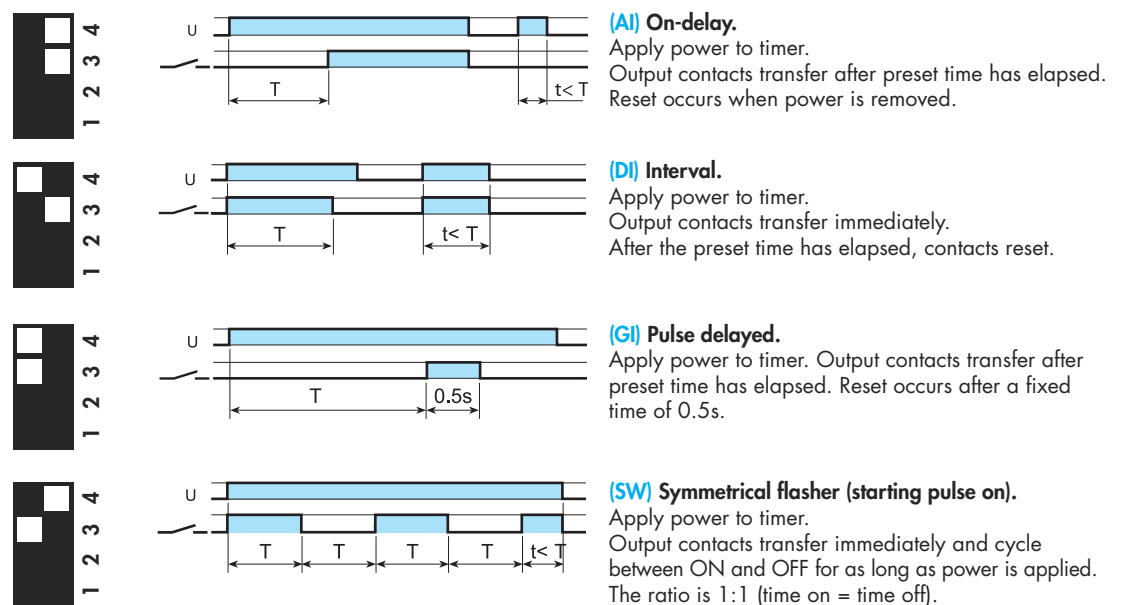 4
3
2
1
U
T
t< T
(AI) On-delay.
Apply power to timer.
Output contacts transfer after preset time has elapsed.
Reset occurs when power is removed.
4
3
2
1
U
T
t< T
(DI) Interval.
Apply power to timer.
Output contacts transfer immediately.
After the preset time has elapsed, contacts reset.
4
3
2
1
U
T
0.5s
(GI) Pulse delayed.
Apply power to timer. Output contacts transfer after
preset time has elapsed. Reset occurs after a fixed
time of 0.5s.
4
3
2
1
U
T
T
T
T
t< T
(SW) Symmetrical flasher (starting pulse on).
Apply power to timer.
Output contacts transfer immediately and cycle
between ON and OFF for as long as power is applied.
The ratio is 1:1 (time on = time off).